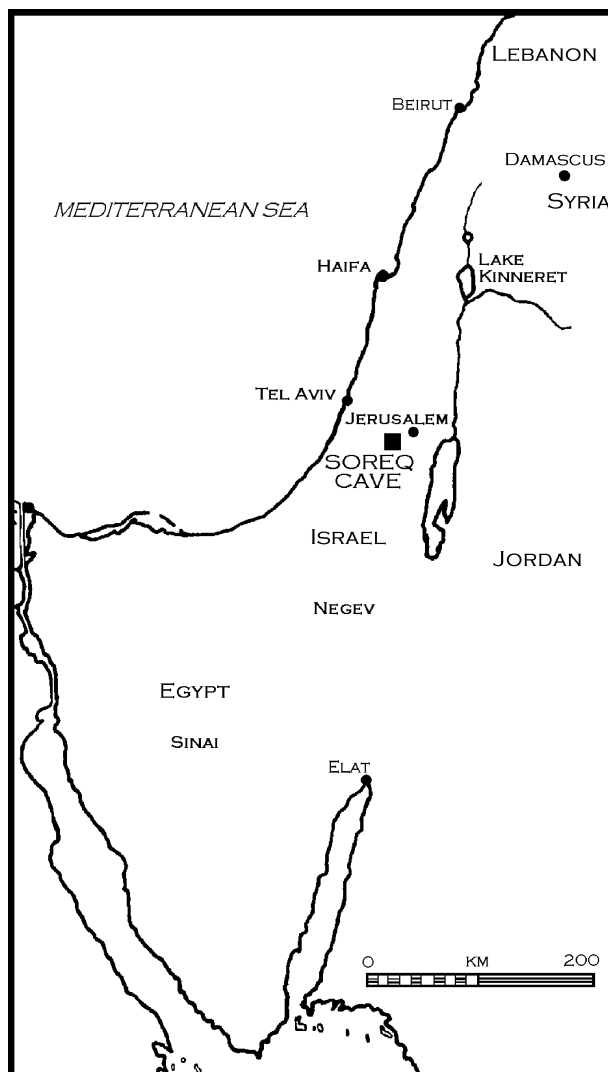 LEBANON
BEIRUT
DAMASCUS
SYRIA
MEDITERRANEAN SEA
LAKE
KINNERET
HAIFA
TEL AVIV
JERUSALEM
SOREQ
CAVE
ISRAEL
JORDAN
NEGEV
EGYPT
SINAI
ELAT
0 KM 200